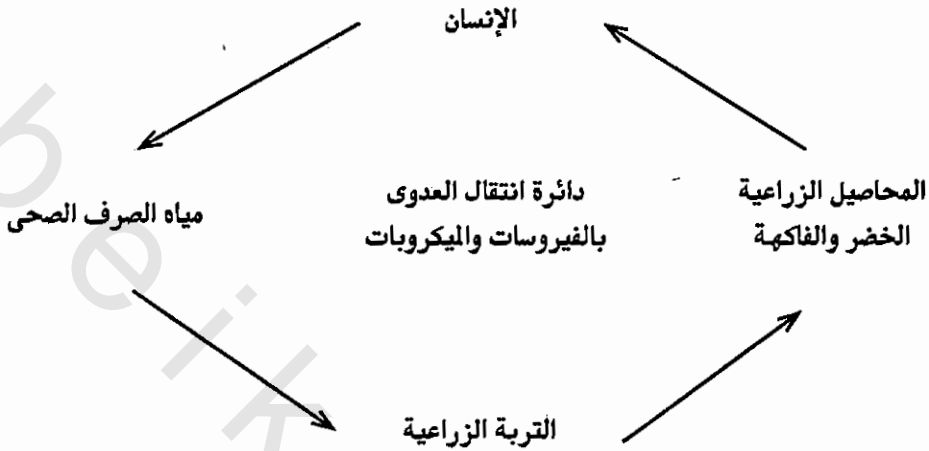 الإنسان
المحاصيل الزراعية
الخضر والفاكهة
دائرة انتقال العدوى
بالفيروسات والميكروبات
مياه الصرف الصحى
التربة الزراعية
b e i k